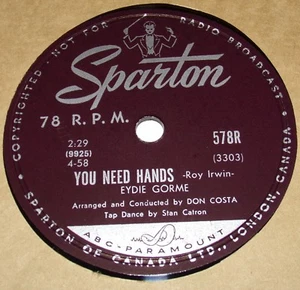 COPYRIGHTED - NOT FOR RADIO BROADCAST -
Sparton
78 R.P.M.
578R
2:29
(9925)
4-58
(3303)
YOU NEED HANDS -Roy Irwin-
EYDIE GORME
Arranged and Conducted by DON COSTA
Tap Dance by Stan Catron
ABC-PARAMOUNT
SPARTON OF CANADA LTD., LONDON, CANADA